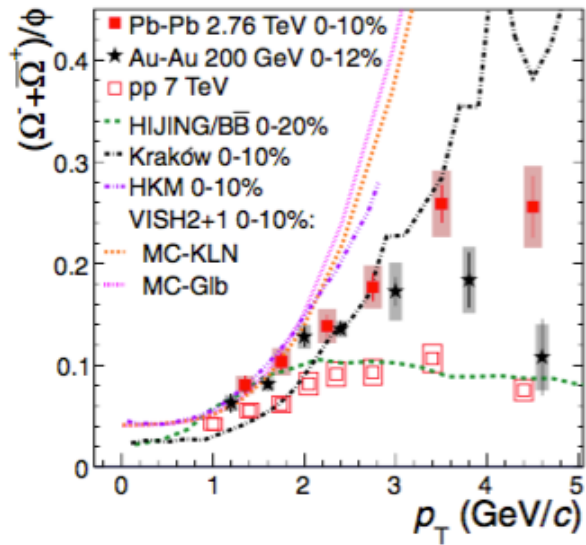 (Ω⁻+Ω̅⁺)/ϕ
0.4
0.3
0.2
0.1
0
Pb-Pb 2.76 TeV 0-10%
Au-Au 200 GeV 0-12%
pp 7 TeV
HIJING/BB̅ 0-20%
Kraków 0-10%
HKM 0-10%
VISH2+1 0-10%:
MC-KLN
MC-Glb
0 1 2 3 4 5
p_T (GeV/c)